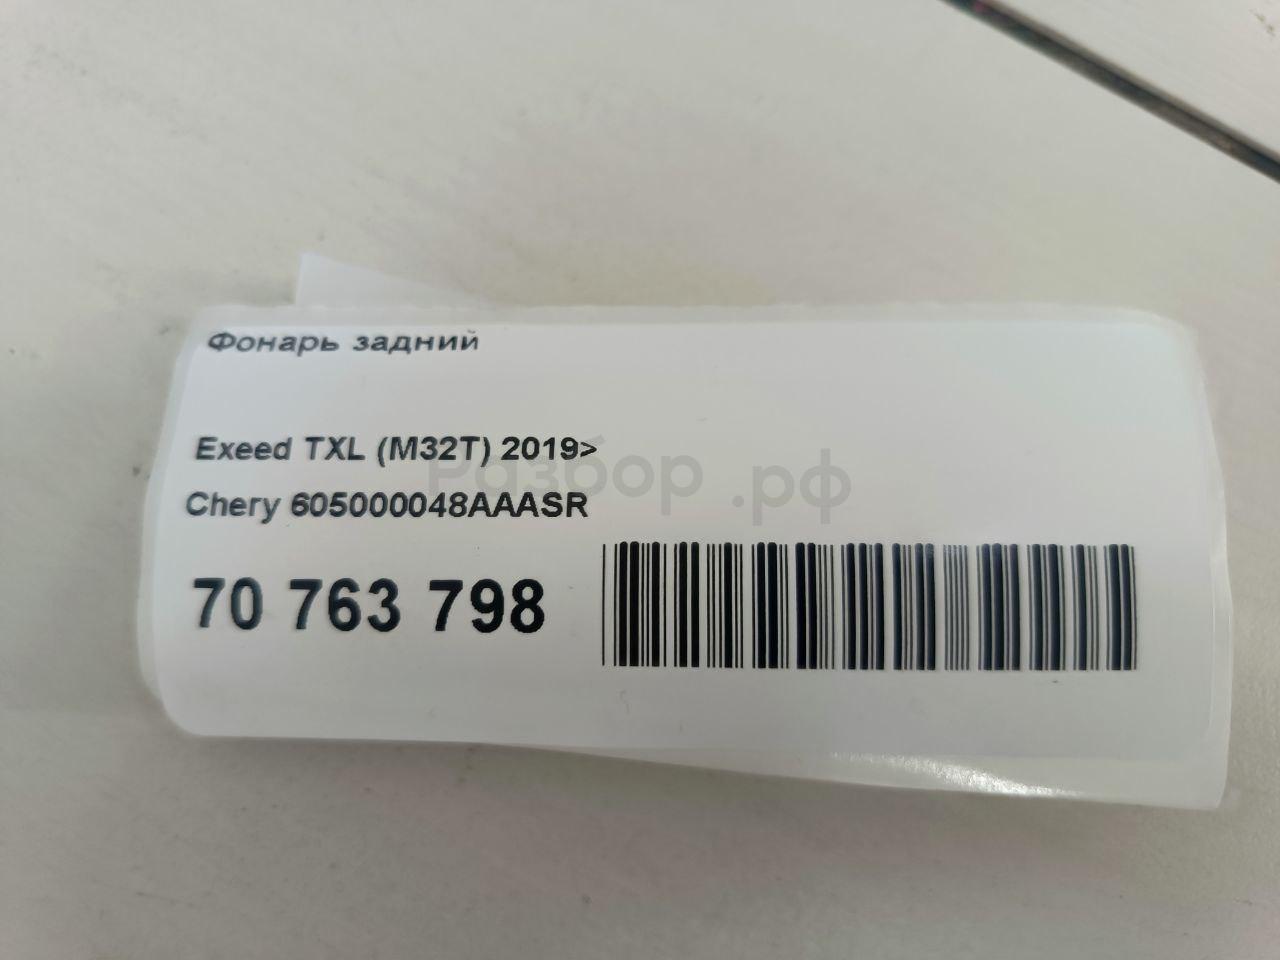 Фонарь задний
Exeed TXL (M32T) 2019>
Разбор.рф
Chery 605000048AAASR
70 763 798